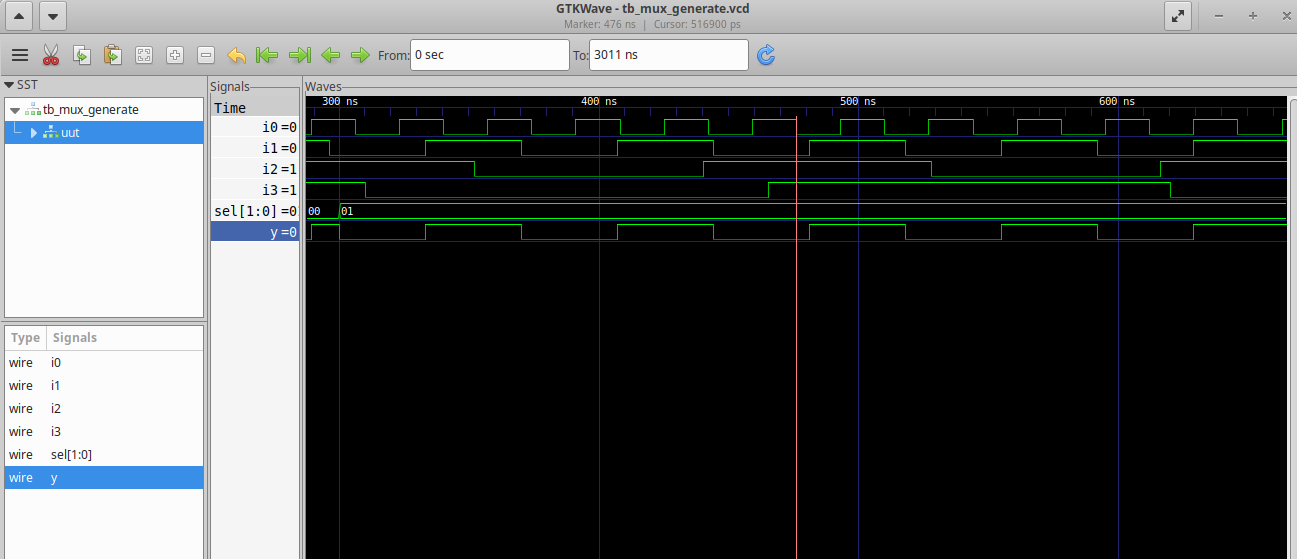 GTKWave - tb_mux_generate.vcd
Marker: 476 ns | Cursor: 516900 ps
From: 0 sec To: 3011 ns
SST
tb_mux_generate
uut
Type Signals
wire i0
wire i1
wire i2
wire i3
wire sel[1:0]
wire y
Signals
Time
i0=0
i1=0
i2=1
i3=1
sel[1:0]=0
y=0
Waves
300 ns 400 ns 500 ns 600 ns
00 01